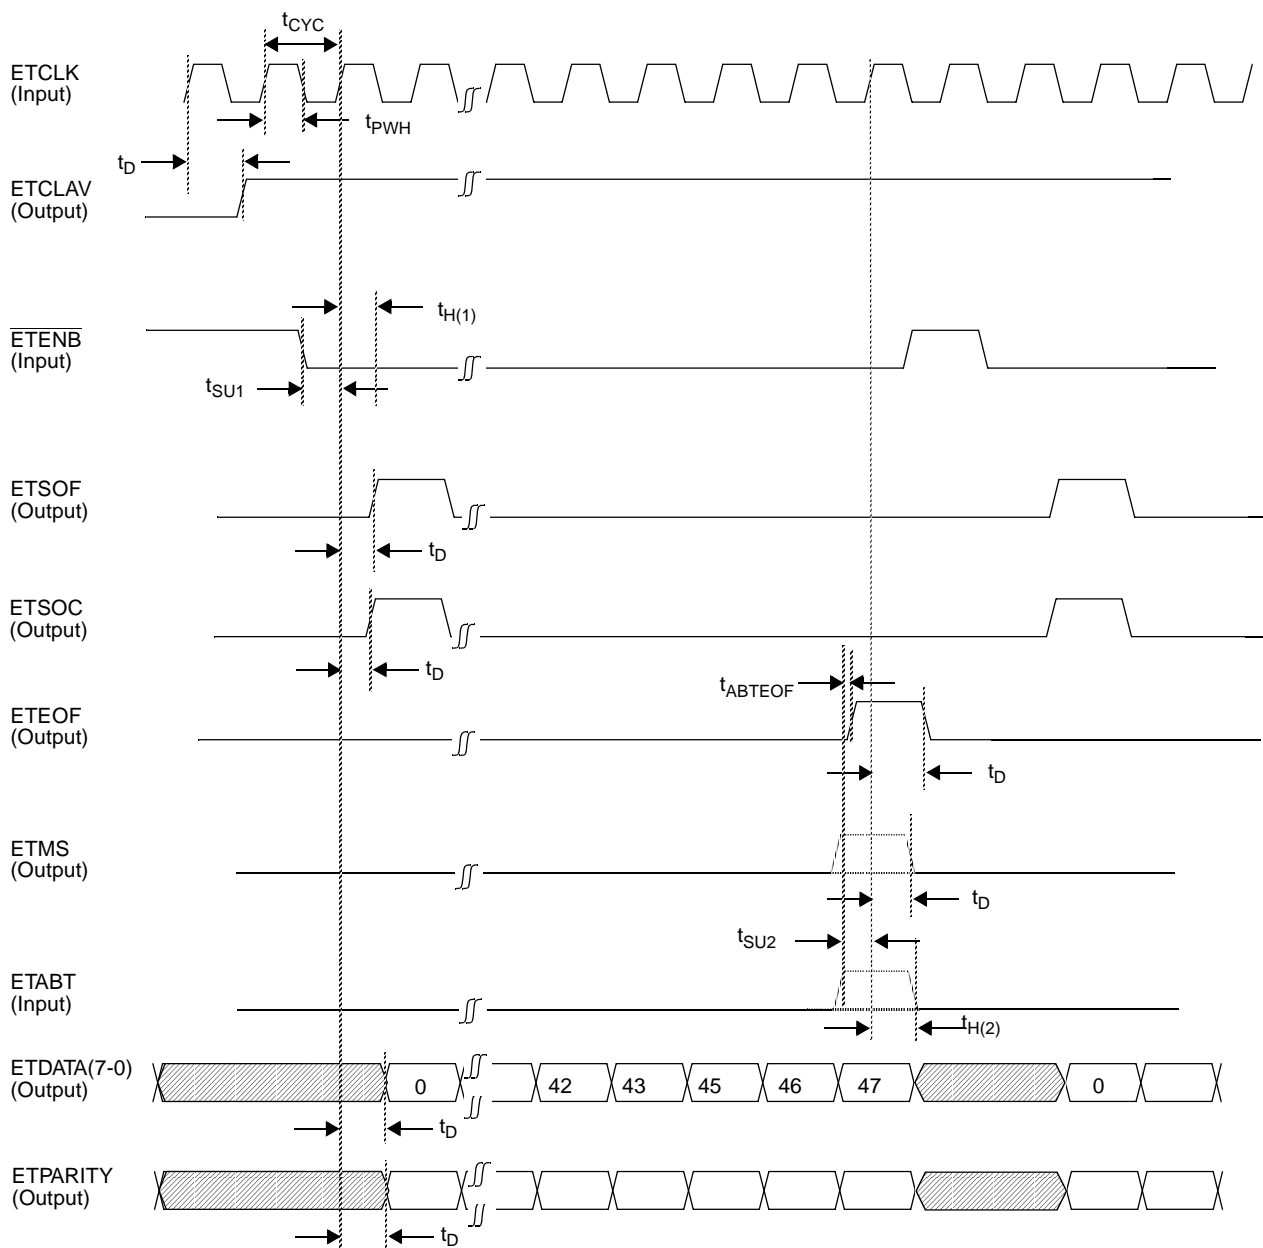 tCYC
ETCLK
(Input)
tPWH
tD
ETCLAV
(Output)
tH(1)
ETENB
(Input)
tSU1
ETSOF
(Output)
tD
ETSOC
(Output)
tD
tABTEOF
ETEOF
(Output)
tD
ETMS
(Output)
tD
tSU2
ETABT
(Input)
tH(2)
ETDATA(7-0)
(Output)
0 42 43 45 46 47 0
tD
ETPARITY
(Output)
tD